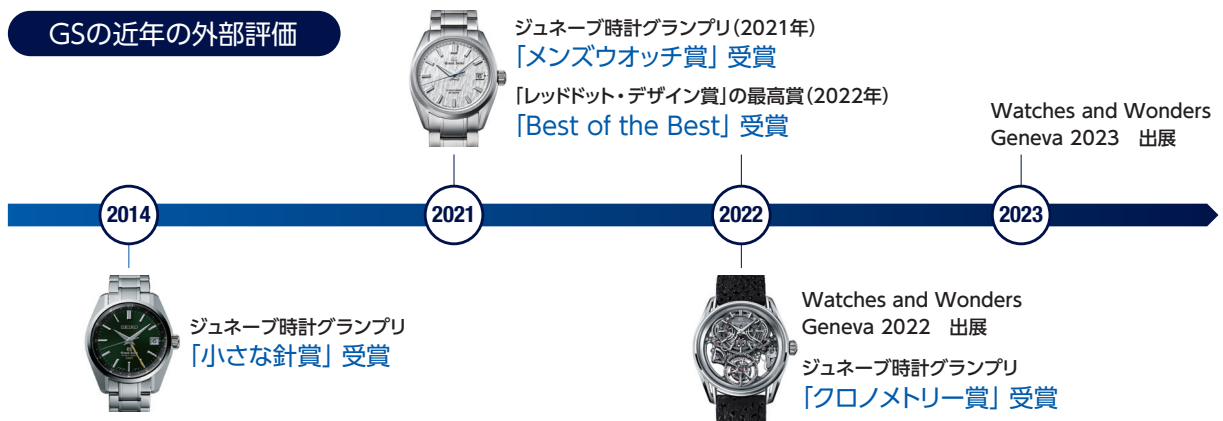 GSの近年の外部評価
ジュネーブ時計グランプリ(2021年)
「メンズウオッチ賞」 受賞
「レッドドット・デザイン賞」の最高賞(2022年)
「Best of the Best」 受賞
Watches and Wonders
Geneva 2023 出展
2014
2021
2022
2023
SEIKO
ジュネーブ時計グランプリ
「小さな針賞」 受賞
Watches and Wonders
Geneva 2022 出展
ジュネーブ時計グランプリ
「クロノメトリー賞」 受賞